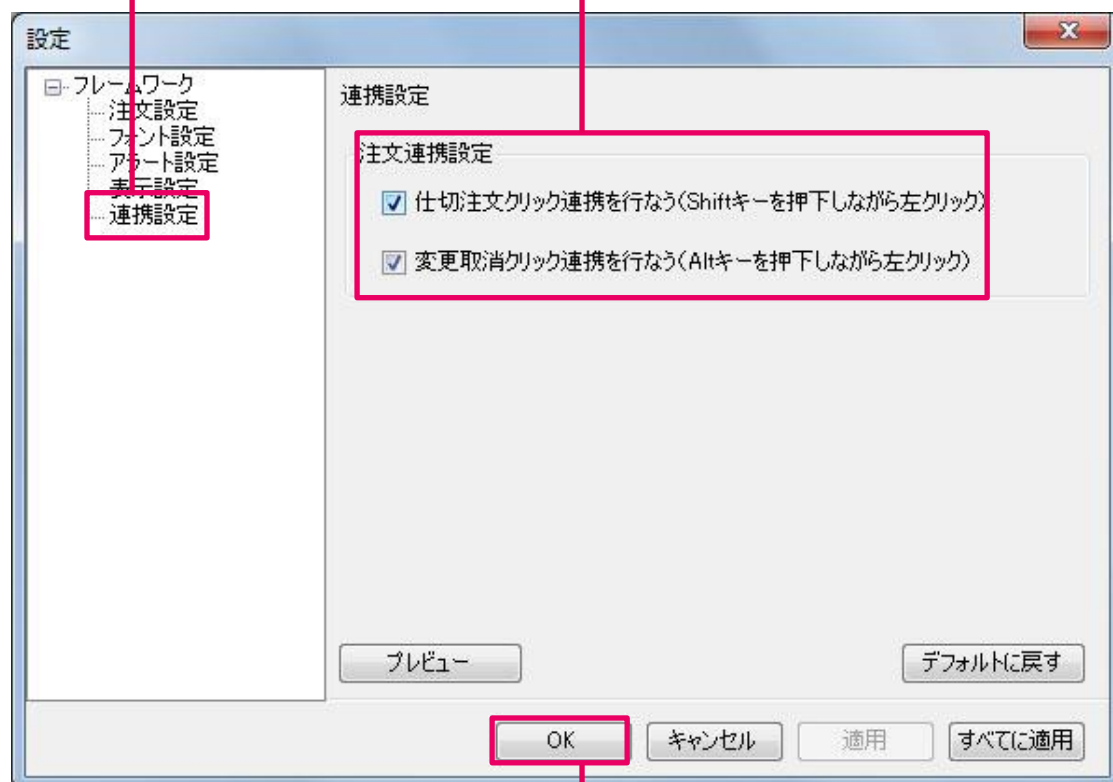 設定
フレームワーク
注文設定
フォント設定
アラート設定
表示設定
連携設定
連携設定
注文連携設定
仕切注文クリック連携を行なう(Shiftキーを押下しながら左クリック)
変更取消クリック連携を行なう(Altキーを押下しながら左クリック)
プレビュー
デフォルトに戻す
OK
キャンセル
適用
すべてに適用